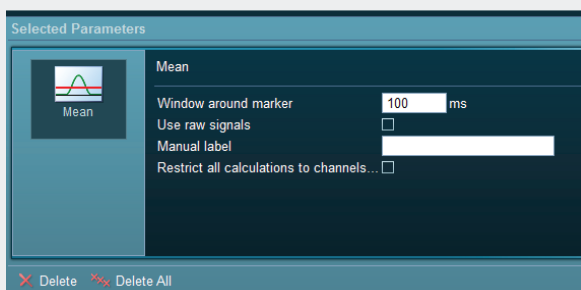 Selected Parameters
Mean
Mean
Window around marker 100 ms
Use raw signals
Manual label
Restrict all calculations to channels...
Delete Delete All